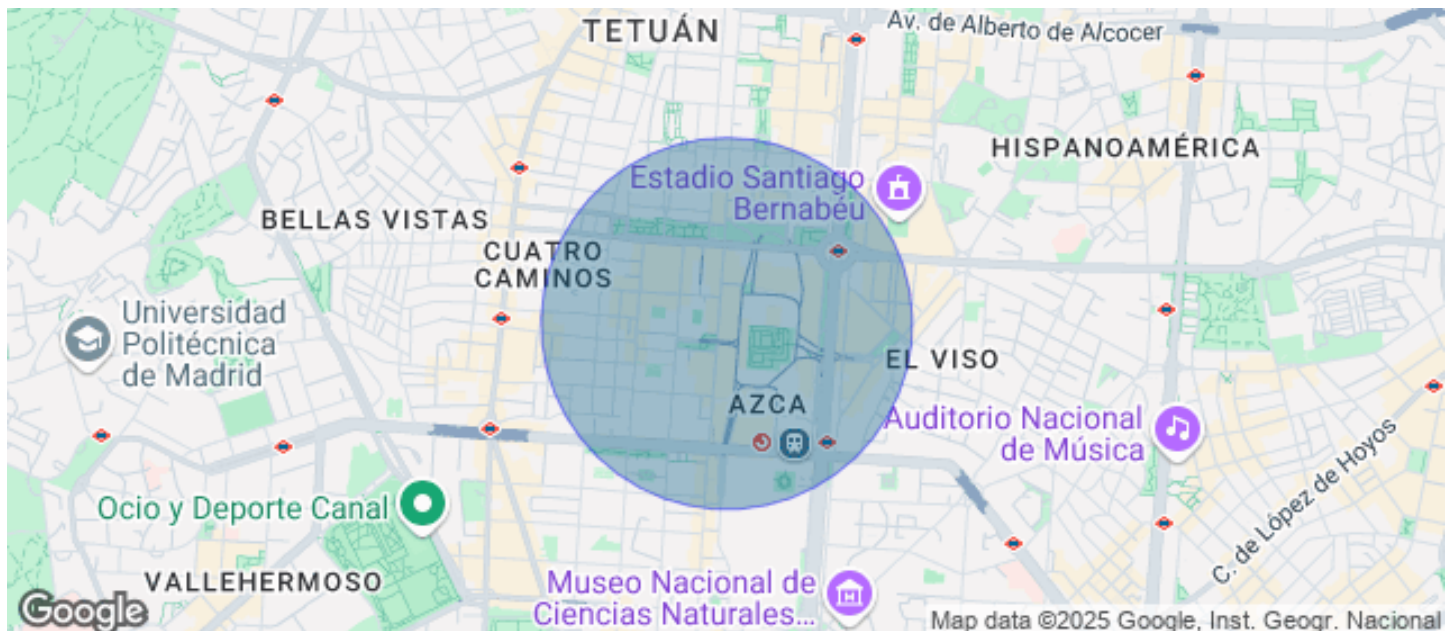 TETUÁN
Av. de Alberto de Alcocer
HISPANOAMÉRICA
Estadio Santiago
Bernabéu
BELLAS VISTAS
CUATRO
CAMINOS
Universidad
Politécnica
de Madrid
EL VISO
AZCA
Auditorio Nacional
de Música
C. de López de Hoyos
Ocio y Deporte Canal
VALLEHERMOSO
Museo Nacional de
Ciencias Naturales...
Google
Map data ©2025 Google, Inst. Geogr. Nacional